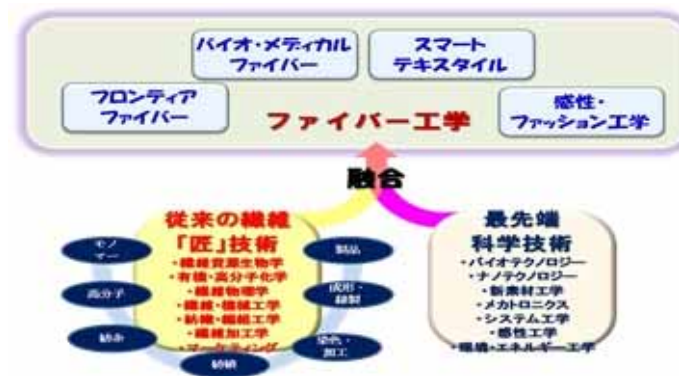 バイオ・メディカル
ファイバー
スマート
テキスタイル
フロンティア
ファイバー
感性・
ファッション工学
ファイバー工学
融合
従来の繊維
「匠」技術
・繊維資源生物学
・有機・高分子化学
・繊維物理学
・繊維・機械工学
・紡織・繊紙工学
・繊維加工学
・マーケティング
モノ
マー
高分子
紡糸
紡績
染色・
加工
成形・
縫製
製品
最先端
科学技術
・バイオテクノロジー
・ナノテクノロジー
・新素材工学
・メカトロニクス
・システム工学
・感性工学
・環境・エネルギー工学